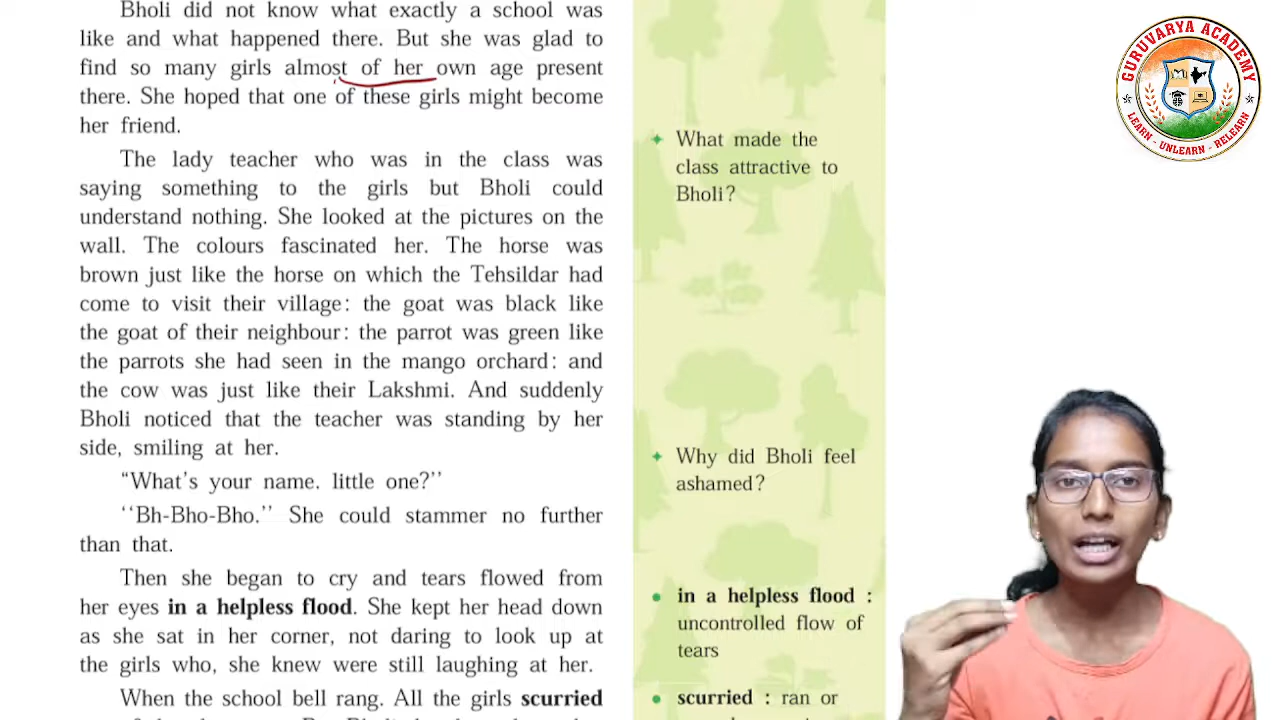 Bholi did not know what exactly a school was
like and what happened there. But she was glad to
find so many girls almost of her own age present
there. She hoped that one of these girls might become
her friend.
The lady teacher who was in the class was
saying something to the girls but Bholi could
understand nothing. She looked at the pictures on the
wall. The colours fascinated her. The horse was
brown just like the horse on which the Tehsildar had
come to visit their village: the goat was black like
the goat of their neighbour: the parrot was green like
the parrots she had seen in the mango orchard: and
the cow was just like their Lakshmi. And suddenly
Bholi noticed that the teacher was standing by her
side, smiling at her.
“What's your name. little one?’’
‘‘Bh-Bho-Bho.’’ She could stammer no further
than that.
Then she began to cry and tears flowed from
her eyes in a helpless flood. She kept her head down
as she sat in her corner, not daring to look up at
the girls who, she knew were still laughing at her.
When the school bell rang. All the girls scurried
What made the
class attractive to
Bholi?
Why did Bholi feel
ashamed?
in a helpless flood :
uncontrolled flow of
tears
scurried : ran or
GURUVARYA ACADEMY
LEARN - UNLEARN - RELEARN